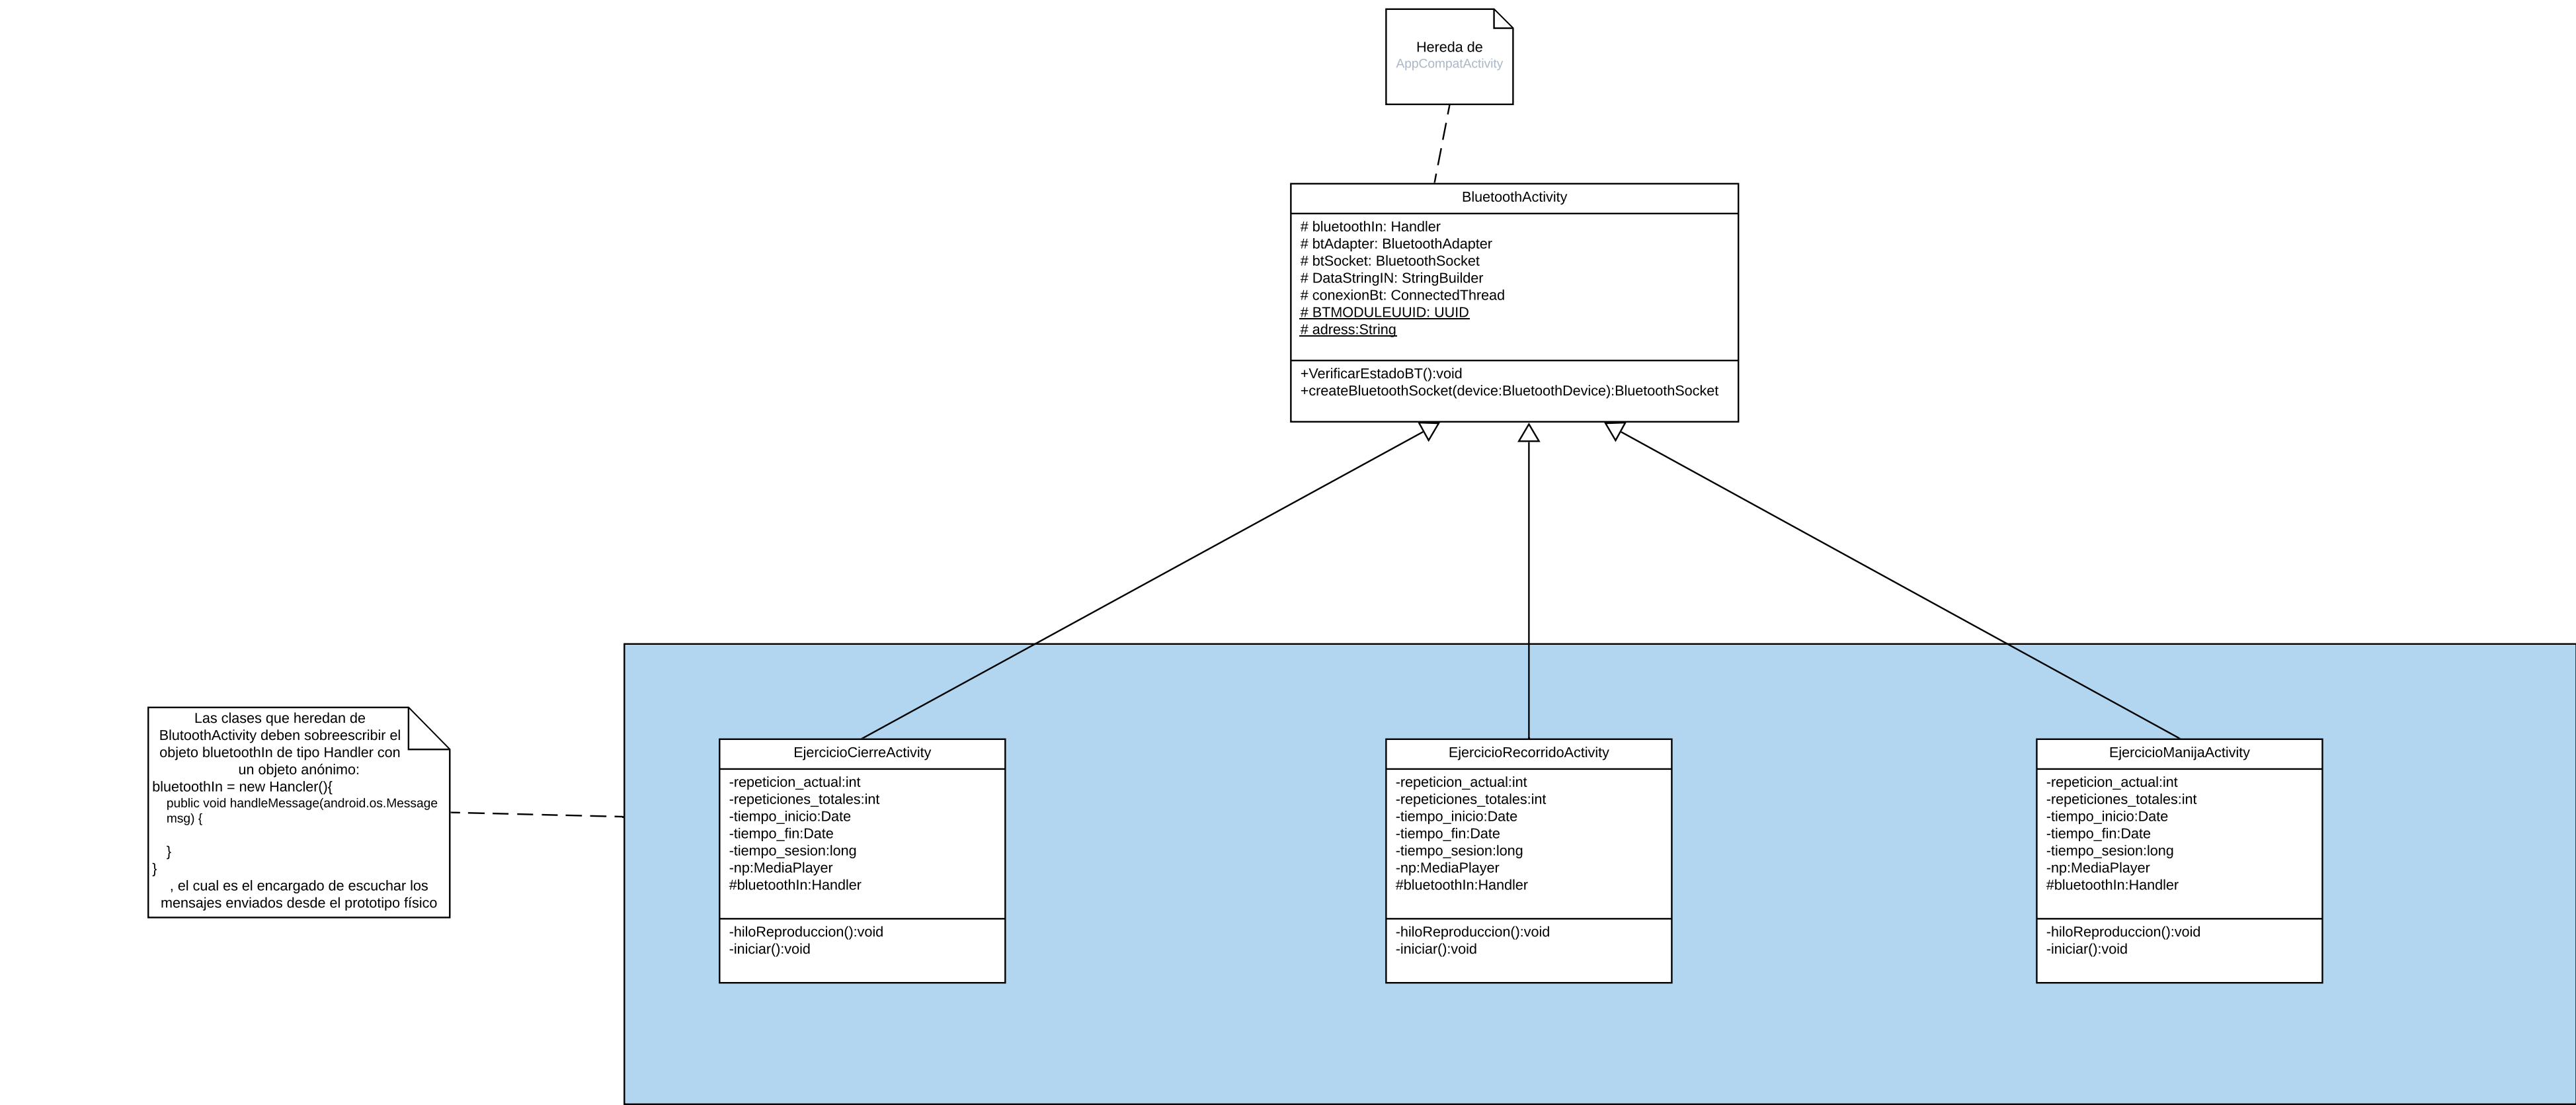 Hereda de
AppCompatActivity
BluetoothActivity
# bluetoothIn: Handler
# btAdapter: BluetoothAdapter
# btSocket: BluetoothSocket
# DataStringIN: StringBuilder
# conexionBt: ConnectedThread
# BTMODULEUUID: UUID
# adress:String
+VerificarEstadoBT():void
+createBluetoothSocket(device:BluetoothDevice):BluetoothSocket
Las clases que heredan de
BlutoothActivity deben sobreescribir el
objeto bluetoothIn de tipo Handler con
un objeto anónimo:
bluetoothIn = new Hancler(){
public void handleMessage(android.os.Message
msg) {
}
}
, el cual es el encargado de escuchar los
mensajes enviados desde el prototipo físico
EjercicioCierreActivity
-repeticion_actual:int
-repeticiones_totales:int
-tiempo_inicio:Date
-tiempo_fin:Date
-tiempo_sesion:long
-np:MediaPlayer
#bluetoothIn:Handler
-hiloReproduccion():void
-iniciar():void
EjercicioRecorridoActivity
-repeticion_actual:int
-repeticiones_totales:int
-tiempo_inicio:Date
-tiempo_fin:Date
-tiempo_sesion:long
-np:MediaPlayer
#bluetoothIn:Handler
-hiloReproduccion():void
-iniciar():void
EjercicioManijaActivity
-repeticion_actual:int
-repeticiones_totales:int
-tiempo_inicio:Date
-tiempo_fin:Date
-tiempo_sesion:long
-np:MediaPlayer
#bluetoothIn:Handler
-hiloReproduccion():void
-iniciar():void